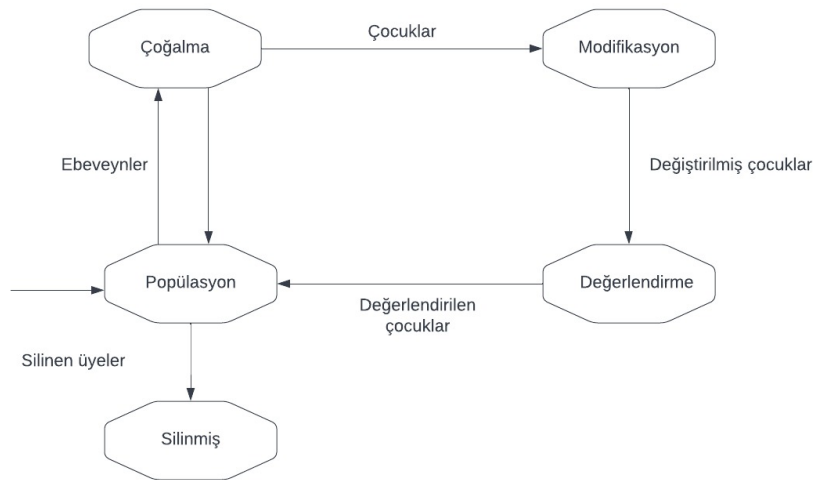 Çoğalma
Çocuklar
Modifikasyon
Ebeveynler
Değiştirilmiş çocuklar
Popülasyon
Değerlendirme
Değerlendirilen
çocuklar
Silinen üyeler
Silinmiş